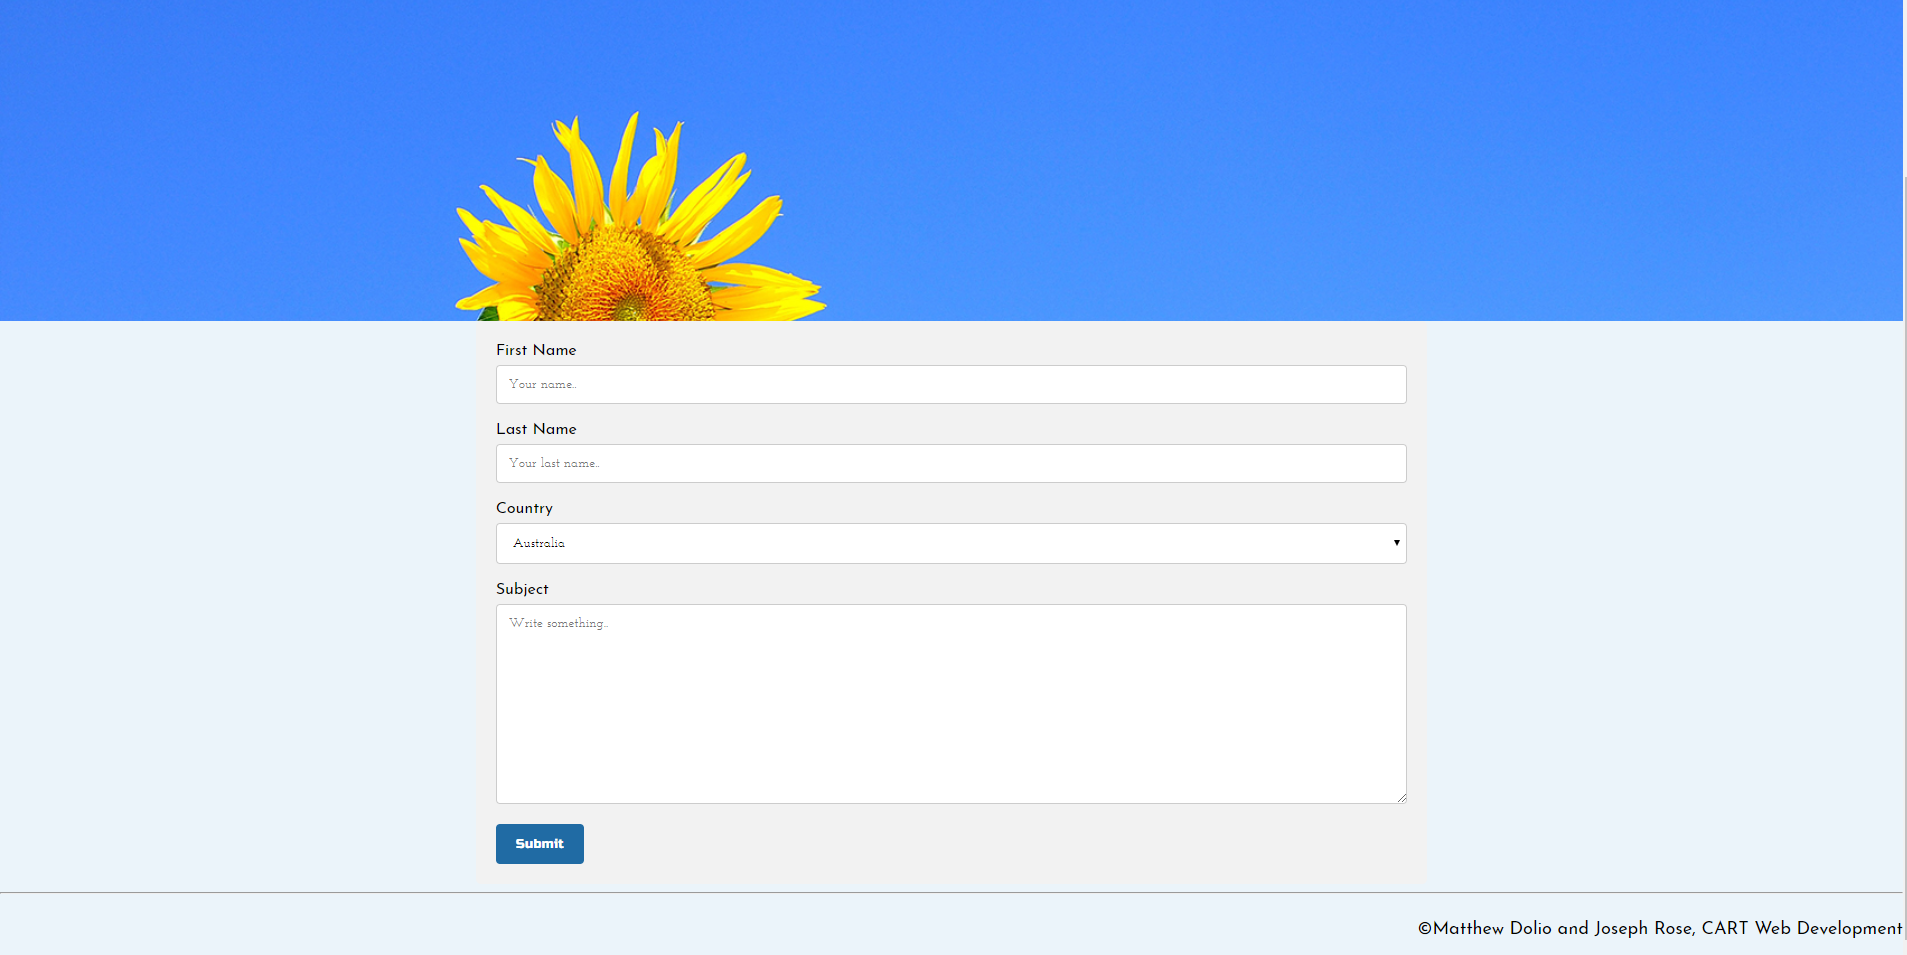 First Name
Your name..
Last Name
Your last name..
Country
Australia
Subject
Write something..
Submit
©Matthew Dolio and Joseph Rose, CART Web Development